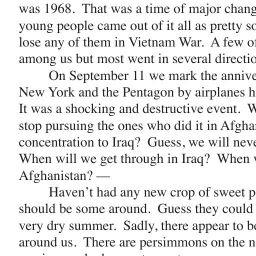 was 1968.  That was a time of major chang
young people came out of it all as pretty so
lose any of them in Vietnam War.  A few of
among us but most went in several directio
On September 11 we mark the annive
New York and the Pentagon by airplanes h
It was a shocking and destructive event.  W
stop pursuing the ones who did it in Afghan
concentration to Iraq?  Guess, we will neve
When will we get through in Iraq?  When w
Afghanistan? —
Haven't had any new crop of sweet p
should be some around.  Guess they could
very dry summer.  Sadly, there appear to be
around us.  There are persimmons on the n